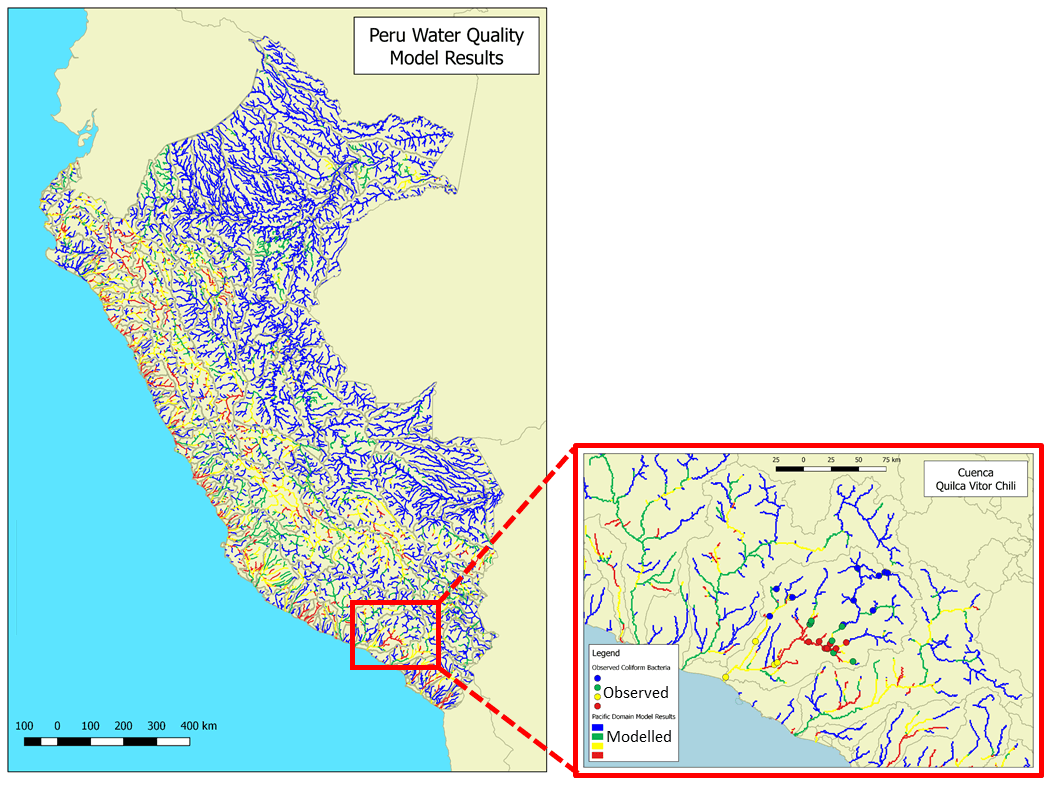 Peru Water Quality
Model Results
100 0 100 200 300 400 km
25 0 25 50 75 km
Cuenca
Quilca Vitor Chili
Legend
Observed Coliform Bacteria
Observed
Pacific Domain Model Results
Modelled